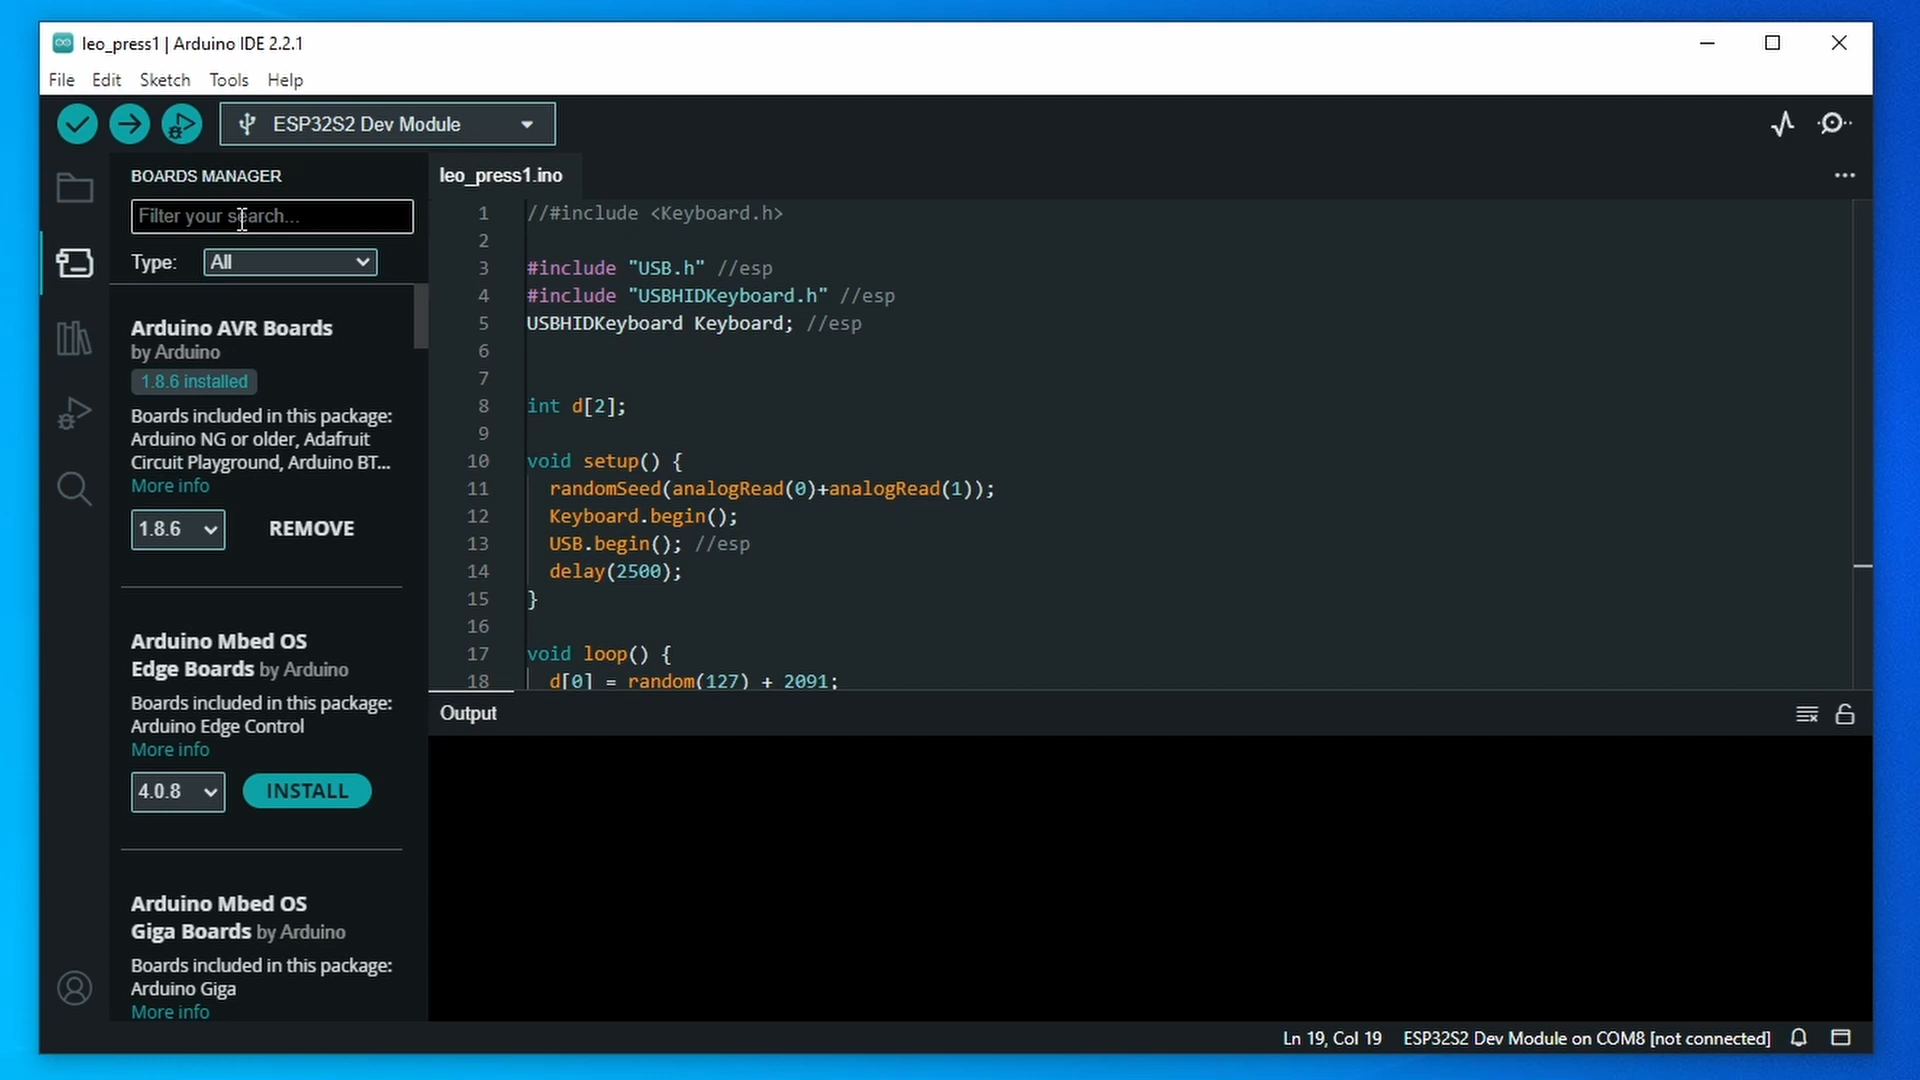 leo_press1 | Arduino IDE 2.2.1
File Edit Sketch Tools Help
ESP32S2 Dev Module
BOARDS MANAGER
Filter your search...
Type: All
Arduino AVR Boards
by Arduino
1.8.6 installed
Boards included in this package:
Arduino NG or older, Adafruit
Circuit Playground, Arduino BT...
More info
1.8.6 REMOVE
Arduino Mbed OS
Edge Boards by Arduino
Boards included in this package:
Arduino Edge Control
More info
4.0.8 INSTALL
Arduino Mbed OS
Giga Boards by Arduino
Boards included in this package:
Arduino Giga
More info
leo_press1.ino
1 //#include <Keyboard.h>
2
3 #include "USB.h" //esp
4 #include "USBHIDKeyboard.h" //esp
5 USBHIDKeyboard Keyboard; //esp
6
7
8 int d[2];
9
10 void setup() {
11 randomSeed(analogRead(0)+analogRead(1));
12 Keyboard.begin();
13 USB.begin(); //esp
14 delay(2500);
15 }
16
17 void loop() {
18 d[0] = random(127) + 2091;
Output
Ln 19, Col 19 ESP32S2 Dev Module on COM8 [not connected]